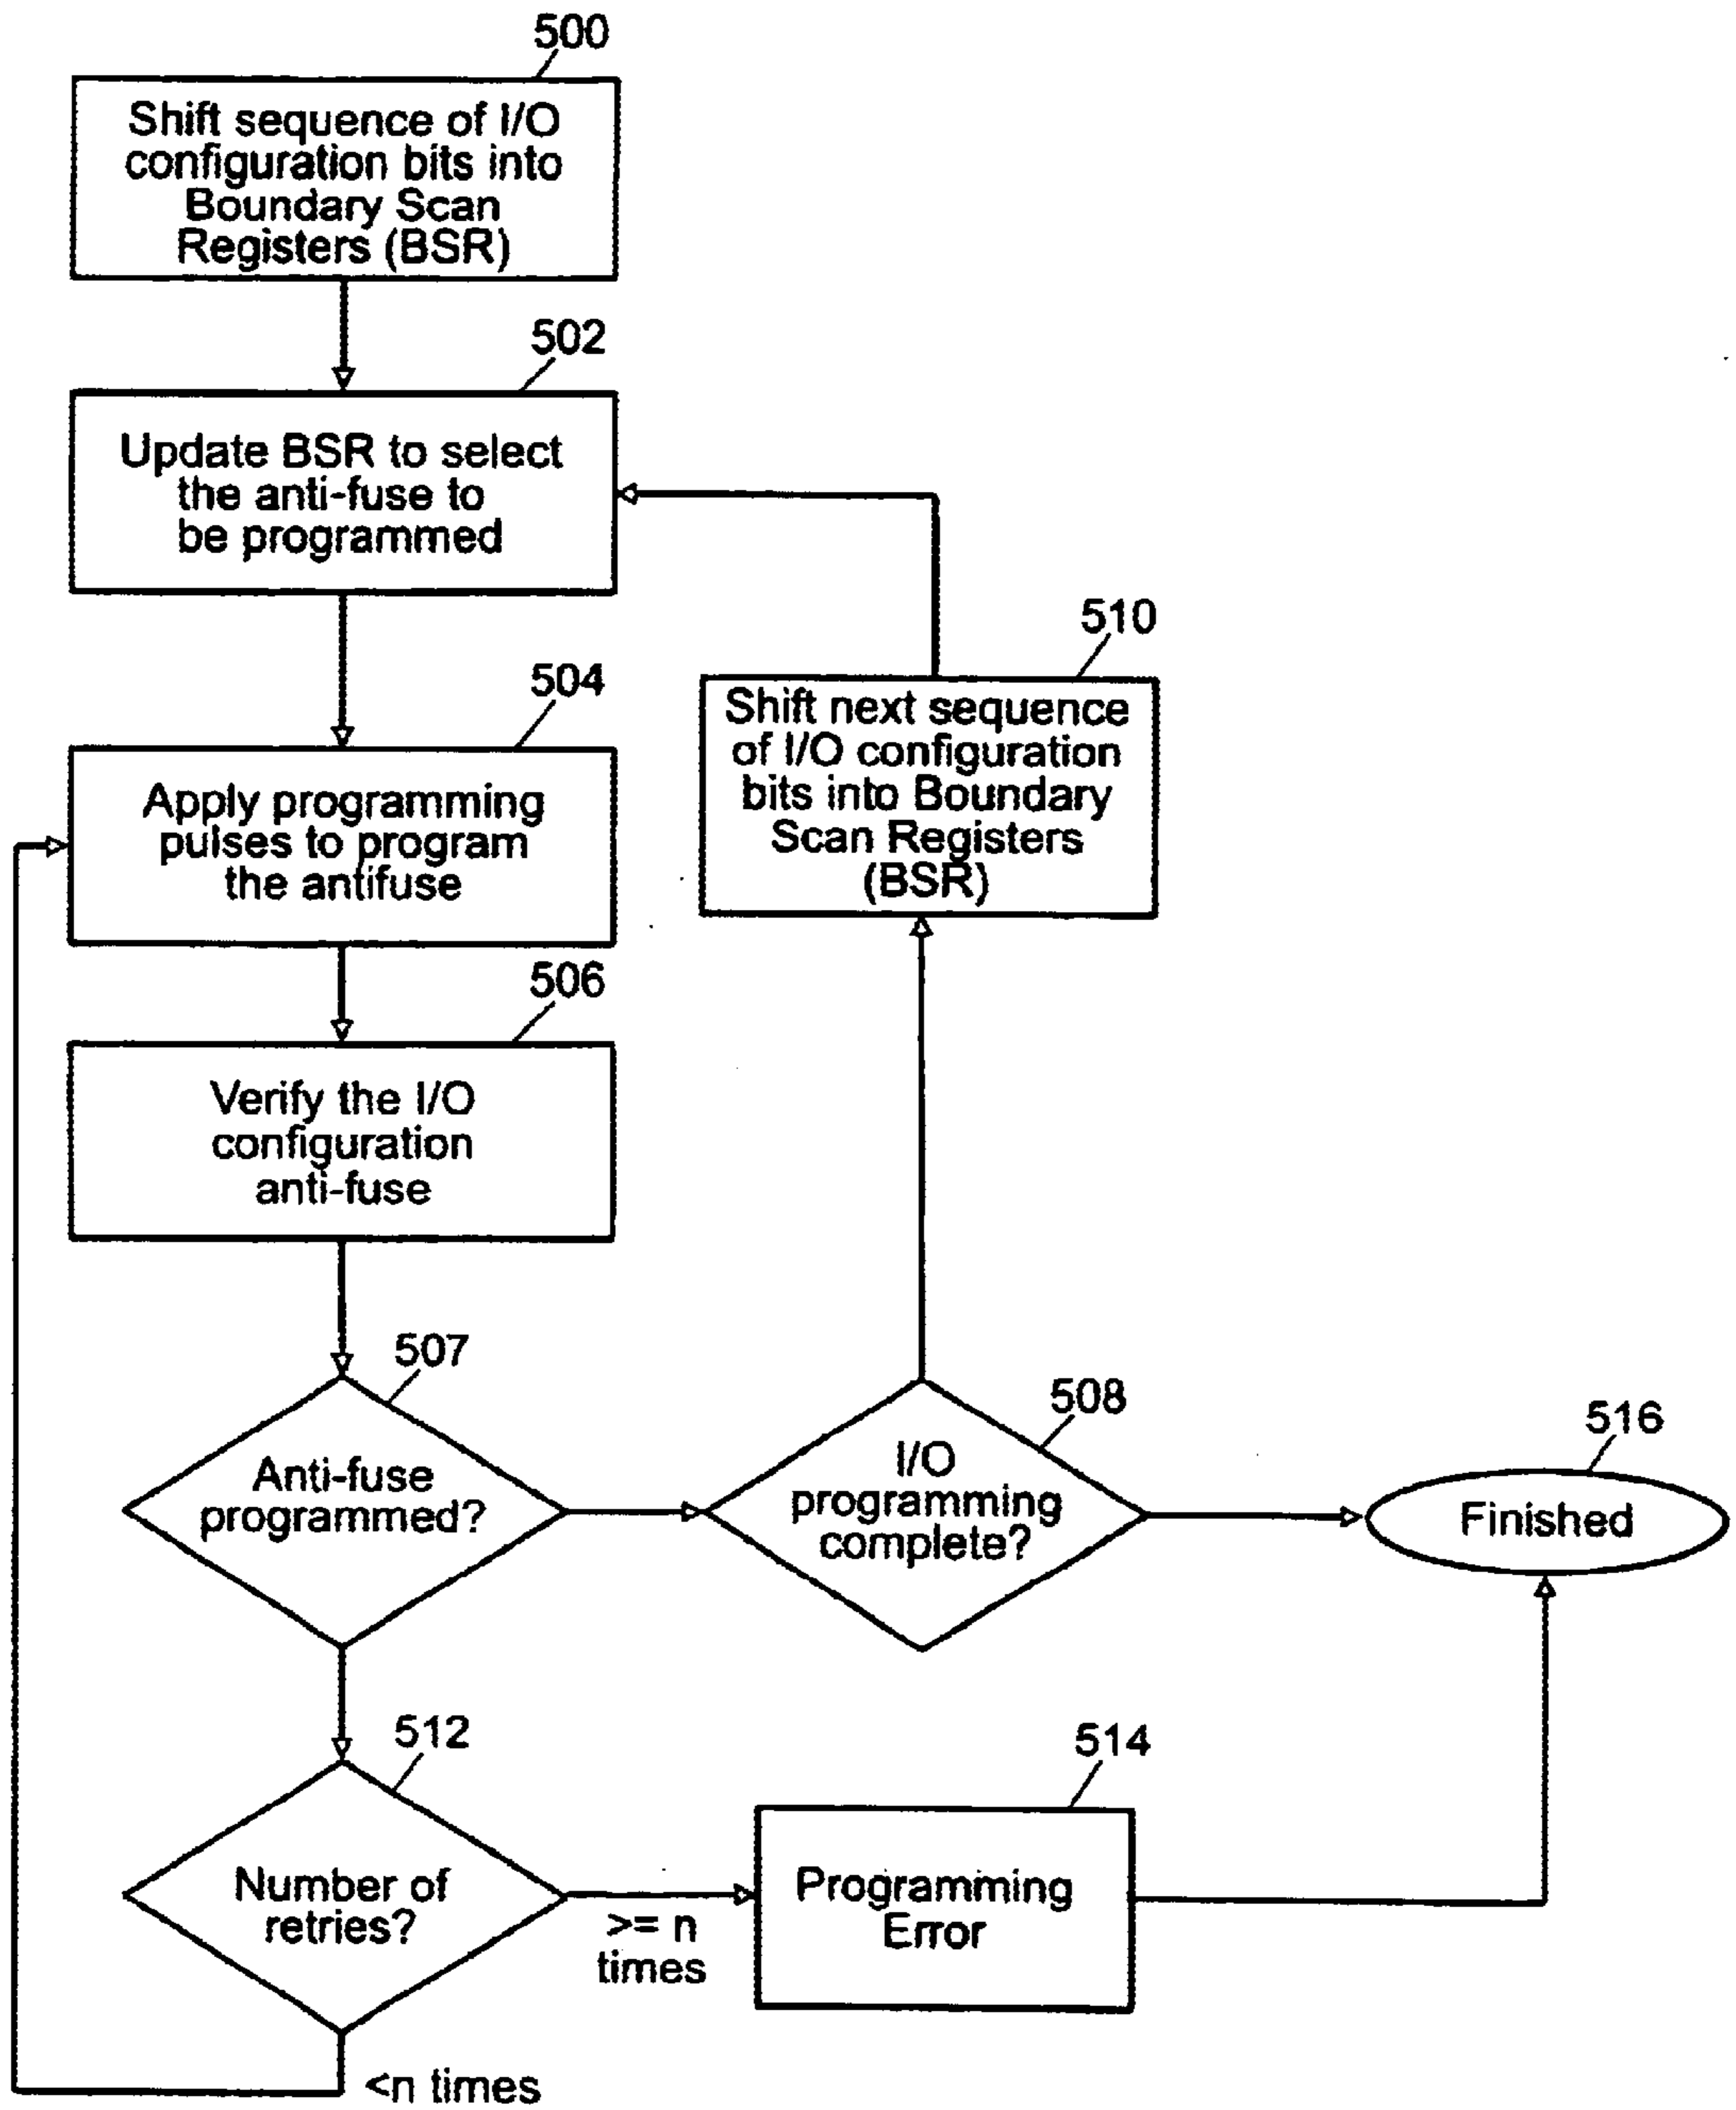 500
Shift sequence of I/O
configuration bits into
Boundary Scan
Registers (BSR)
502
Update BSR to select
the anti-fuse to
be programmed
504
Apply programming
pulses to program
the antifuse
510
Shift next sequence
of I/O configuration
bits into Boundary
Scan Registers
(BSR)
506
Verify the I/O
configuration
anti-fuse
507
Anti-fuse
programmed?
508
I/O
programming
complete?
516
Finished
512
Number of
retries?
>= n
times
<n times
514
Programming
Error